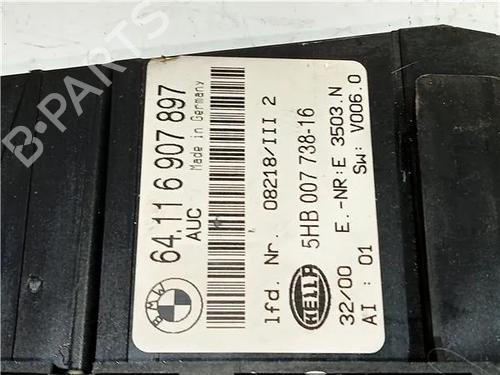 BMW
64.11 6 907 897
AUC
Made in Germany
lfd. Nr. 08218/III 2
HELLA
5HB 007 738-16
32/00 E.-NR:E 3503.N
AI : 01 SW: V006.0